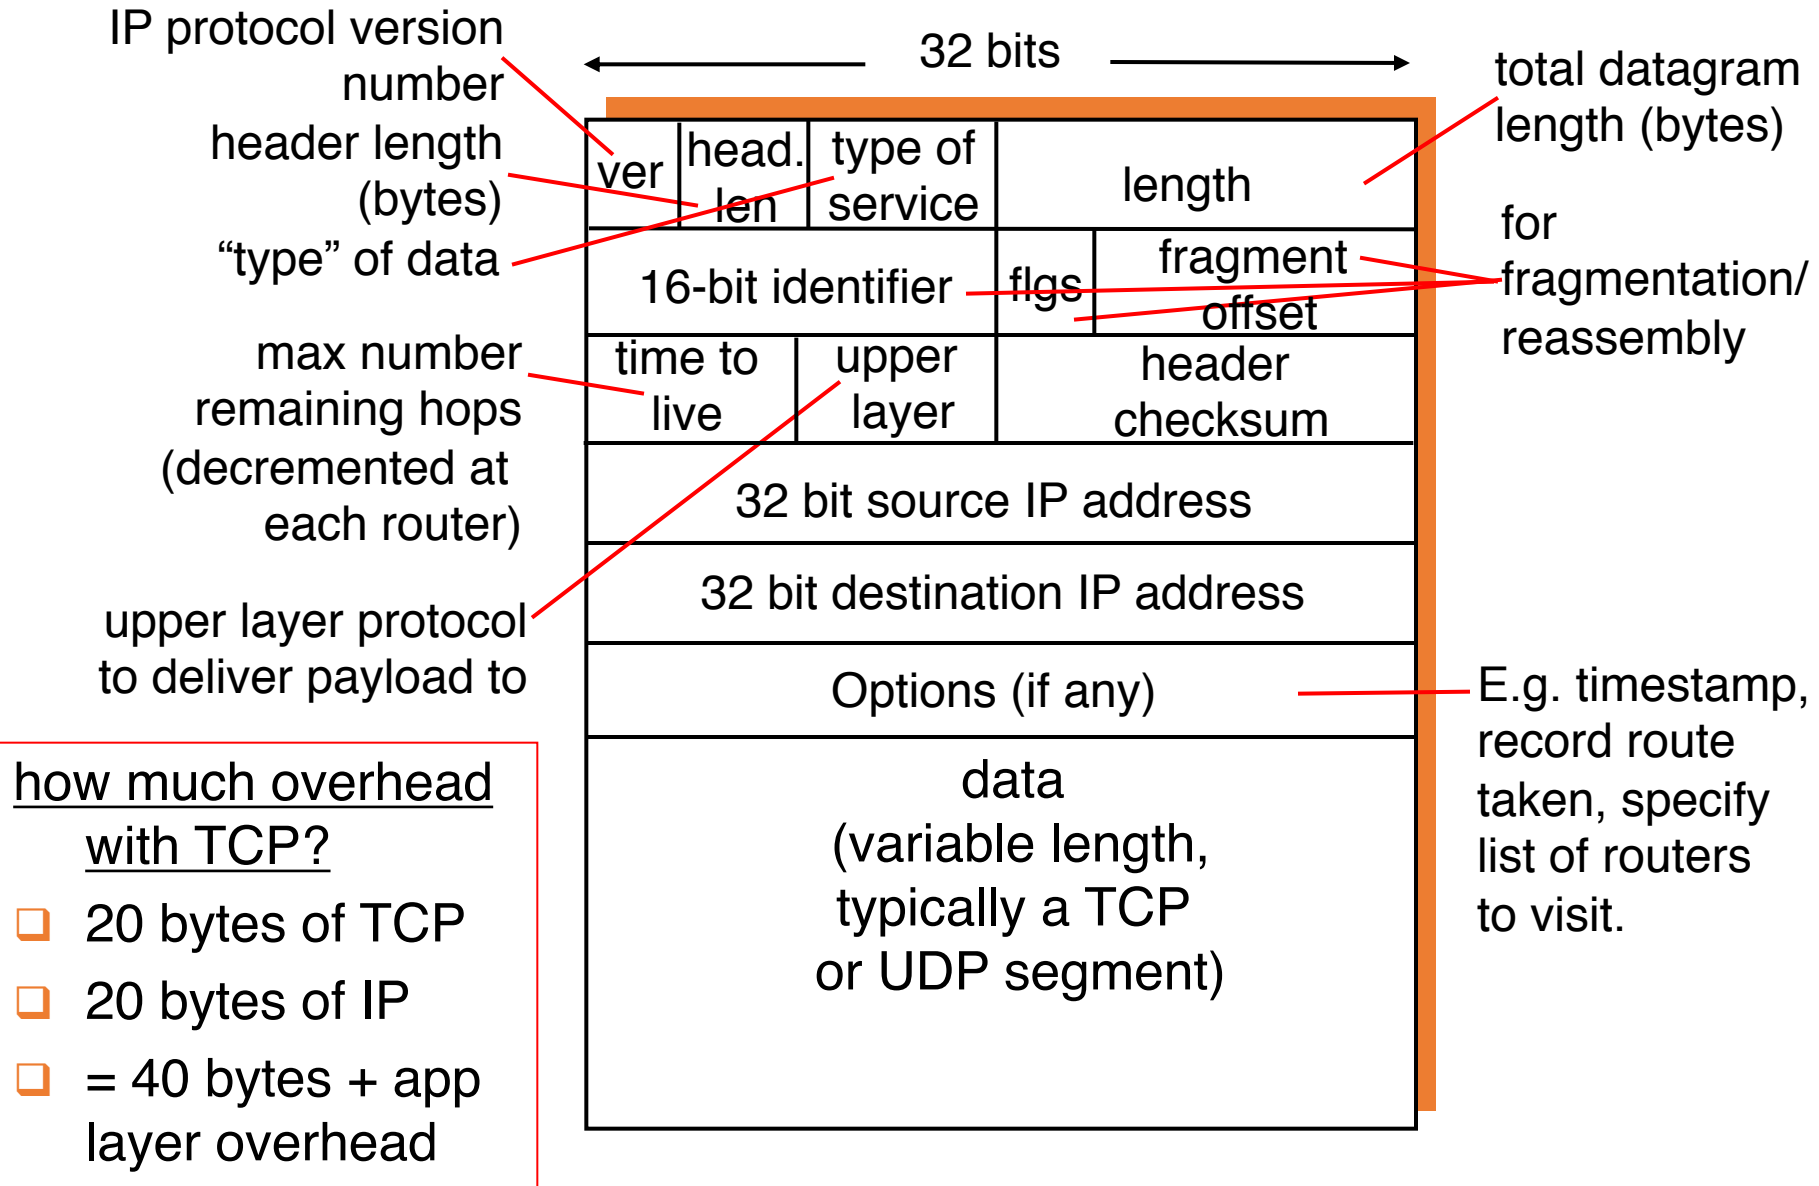 IP protocol version
number
header length
(bytes)
“type” of data
max number
remaining hops
(decremented at
each router)
upper layer protocol
to deliver payload to
how much overhead
with TCP?
20 bytes of TCP
20 bytes of IP
= 40 bytes + app
layer overhead
32 bits
ver
head.
len
type of
service
length
16-bit identifier
flgs
fragment
offset
time to
live
upper
layer
header
checksum
32 bit source IP address
32 bit destination IP address
Options (if any)
data
(variable length,
typically a TCP
or UDP segment)
total datagram
length (bytes)
for
fragmentation/
reassembly
E.g. timestamp,
record route
taken, specify
list of routers
to visit.